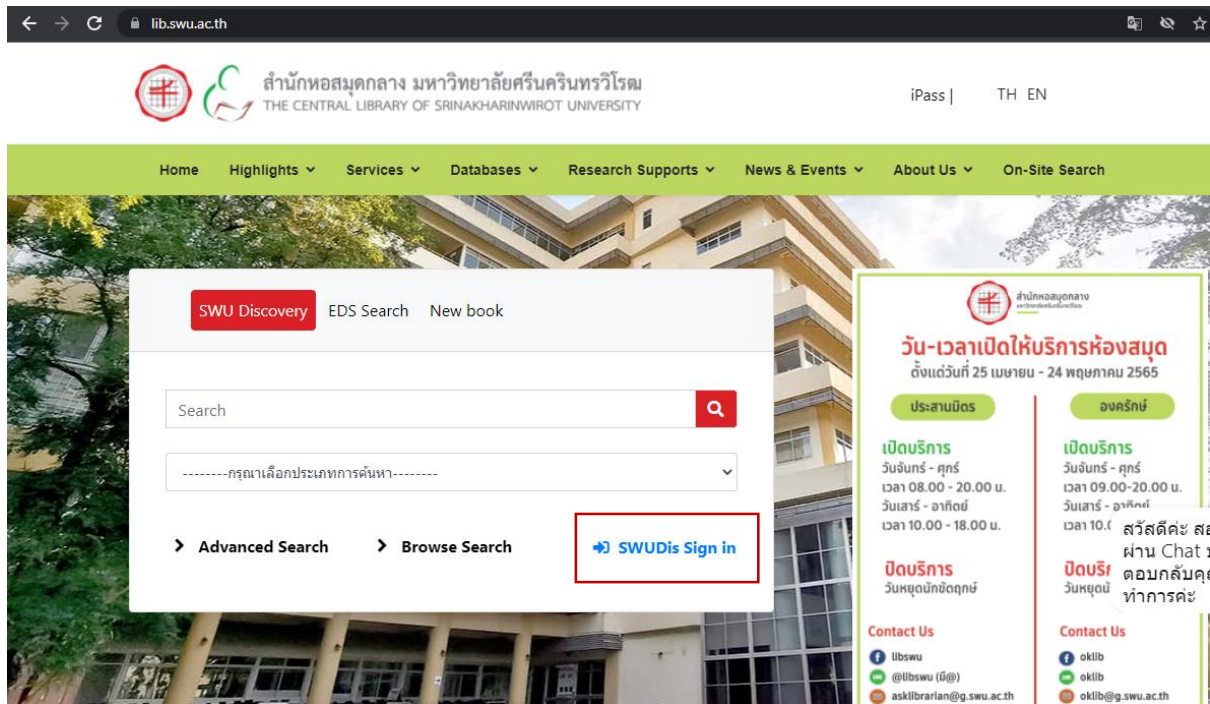 lib.swu.ac.th
สำนักหอสมุดกลาง มหาวิทยาลัยศรีนครินทรวิโรฒ
THE CENTRAL LIBRARY OF SRINAKHARINWIROT UNIVERSITY
iPass | TH EN
Home Highlights Services Databases Research Supports News & Events About Us On-Site Search
SWU Discovery EDS Search New book
Search
--------กรุณาเลือกประเภทการค้นหา--------
Advanced Search Browse Search SWUDis Sign in
สำนักหอสมุดกลาง
วัน-เวลาเปิดให้บริการห้องสมุด
ตั้งแต่วันที่ 25 เมษายน - 24 พฤษภาคม 2565
ประสานมิตร
เปิดบริการ
วันจันทร์ - ศุกร์
เวลา 08.00 - 20.00 น.
วันเสาร์ - อาทิตย์
เวลา 10.00 - 18.00 น.
ปิดบริการ
วันหยุดนักขัตฤกษ์
Contact Us
libswu
@libswu (มี@)
asklibrarian@g.swu.ac.th
องครักษ์
เปิดบริการ
วันจันทร์ - ศุกร์
เวลา 09.00-20.00 น.
วันเสาร์ - อาทิตย์
เวลา 10.
Contact Us
oklib
oklib
oklib@g.swu.ac.th
สวัสดีค่ะ
ผ่าน Chat
ทำการค่ะ